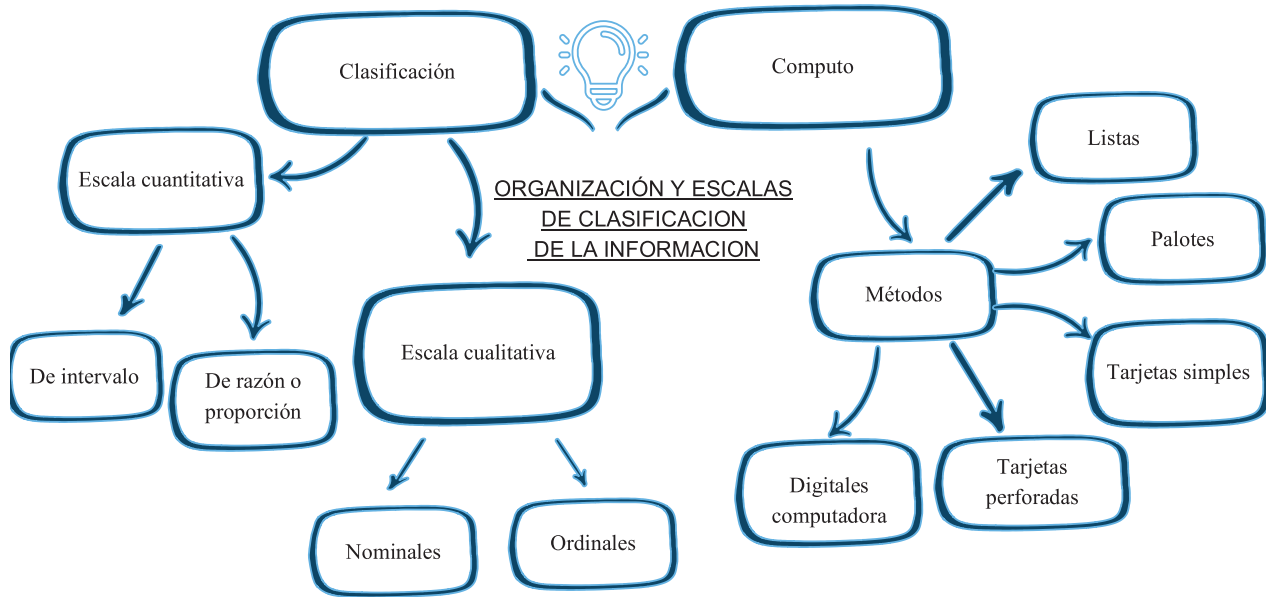 Clasificación
Computo
ORGANIZACIÓN Y ESCALAS
DE CLASIFICACION
DE LA INFORMACION
Escala cuantitativa
De intervalo
De razón o
proporción
Escala cualitativa
Nominales
Ordinales
Métodos
Listas
Palotes
Tarjetas simples
Tarjetas
perforadas
Digitales
computadora